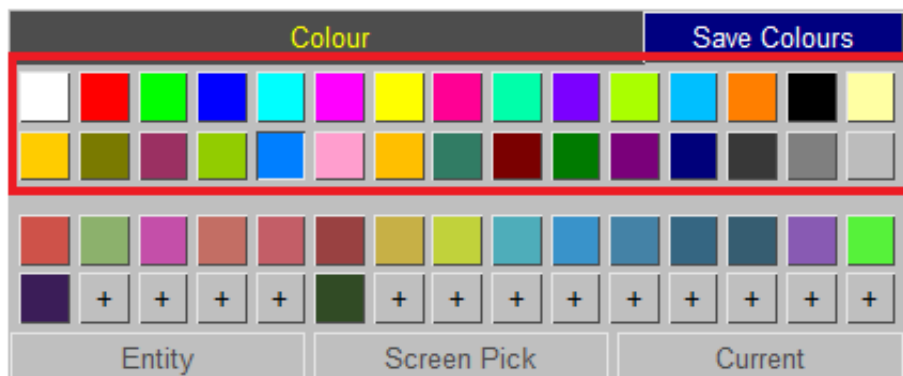 Colour Save Colours
+ + + + + + + + + + + + +
Entity Screen Pick Current